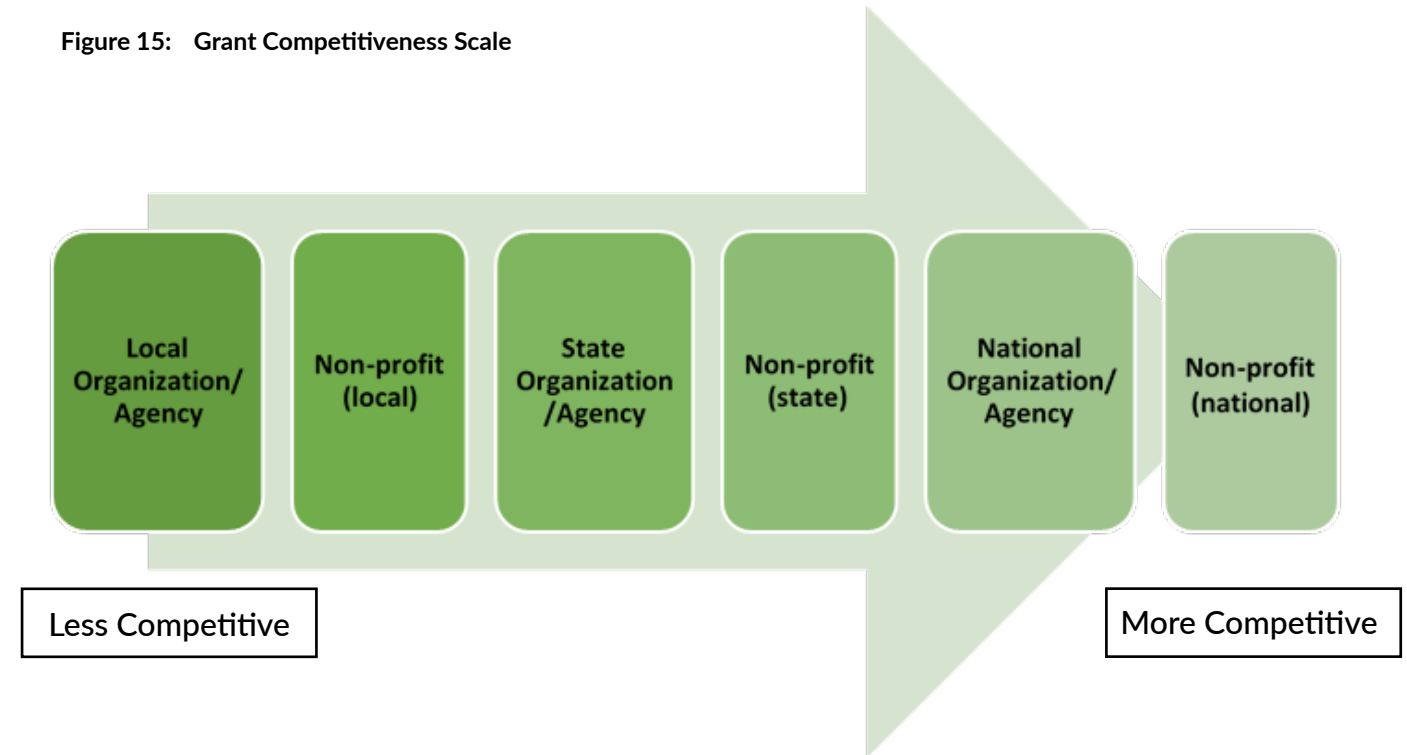 Figure 15: Grant Competitiveness Scale
Local
Organization/
Agency
Non-profit
(local)
State
Organization
/Agency
Non-profit
(state)
National
Organization/
Agency
Non-profit
(national)
Less Competitive
More Competitive